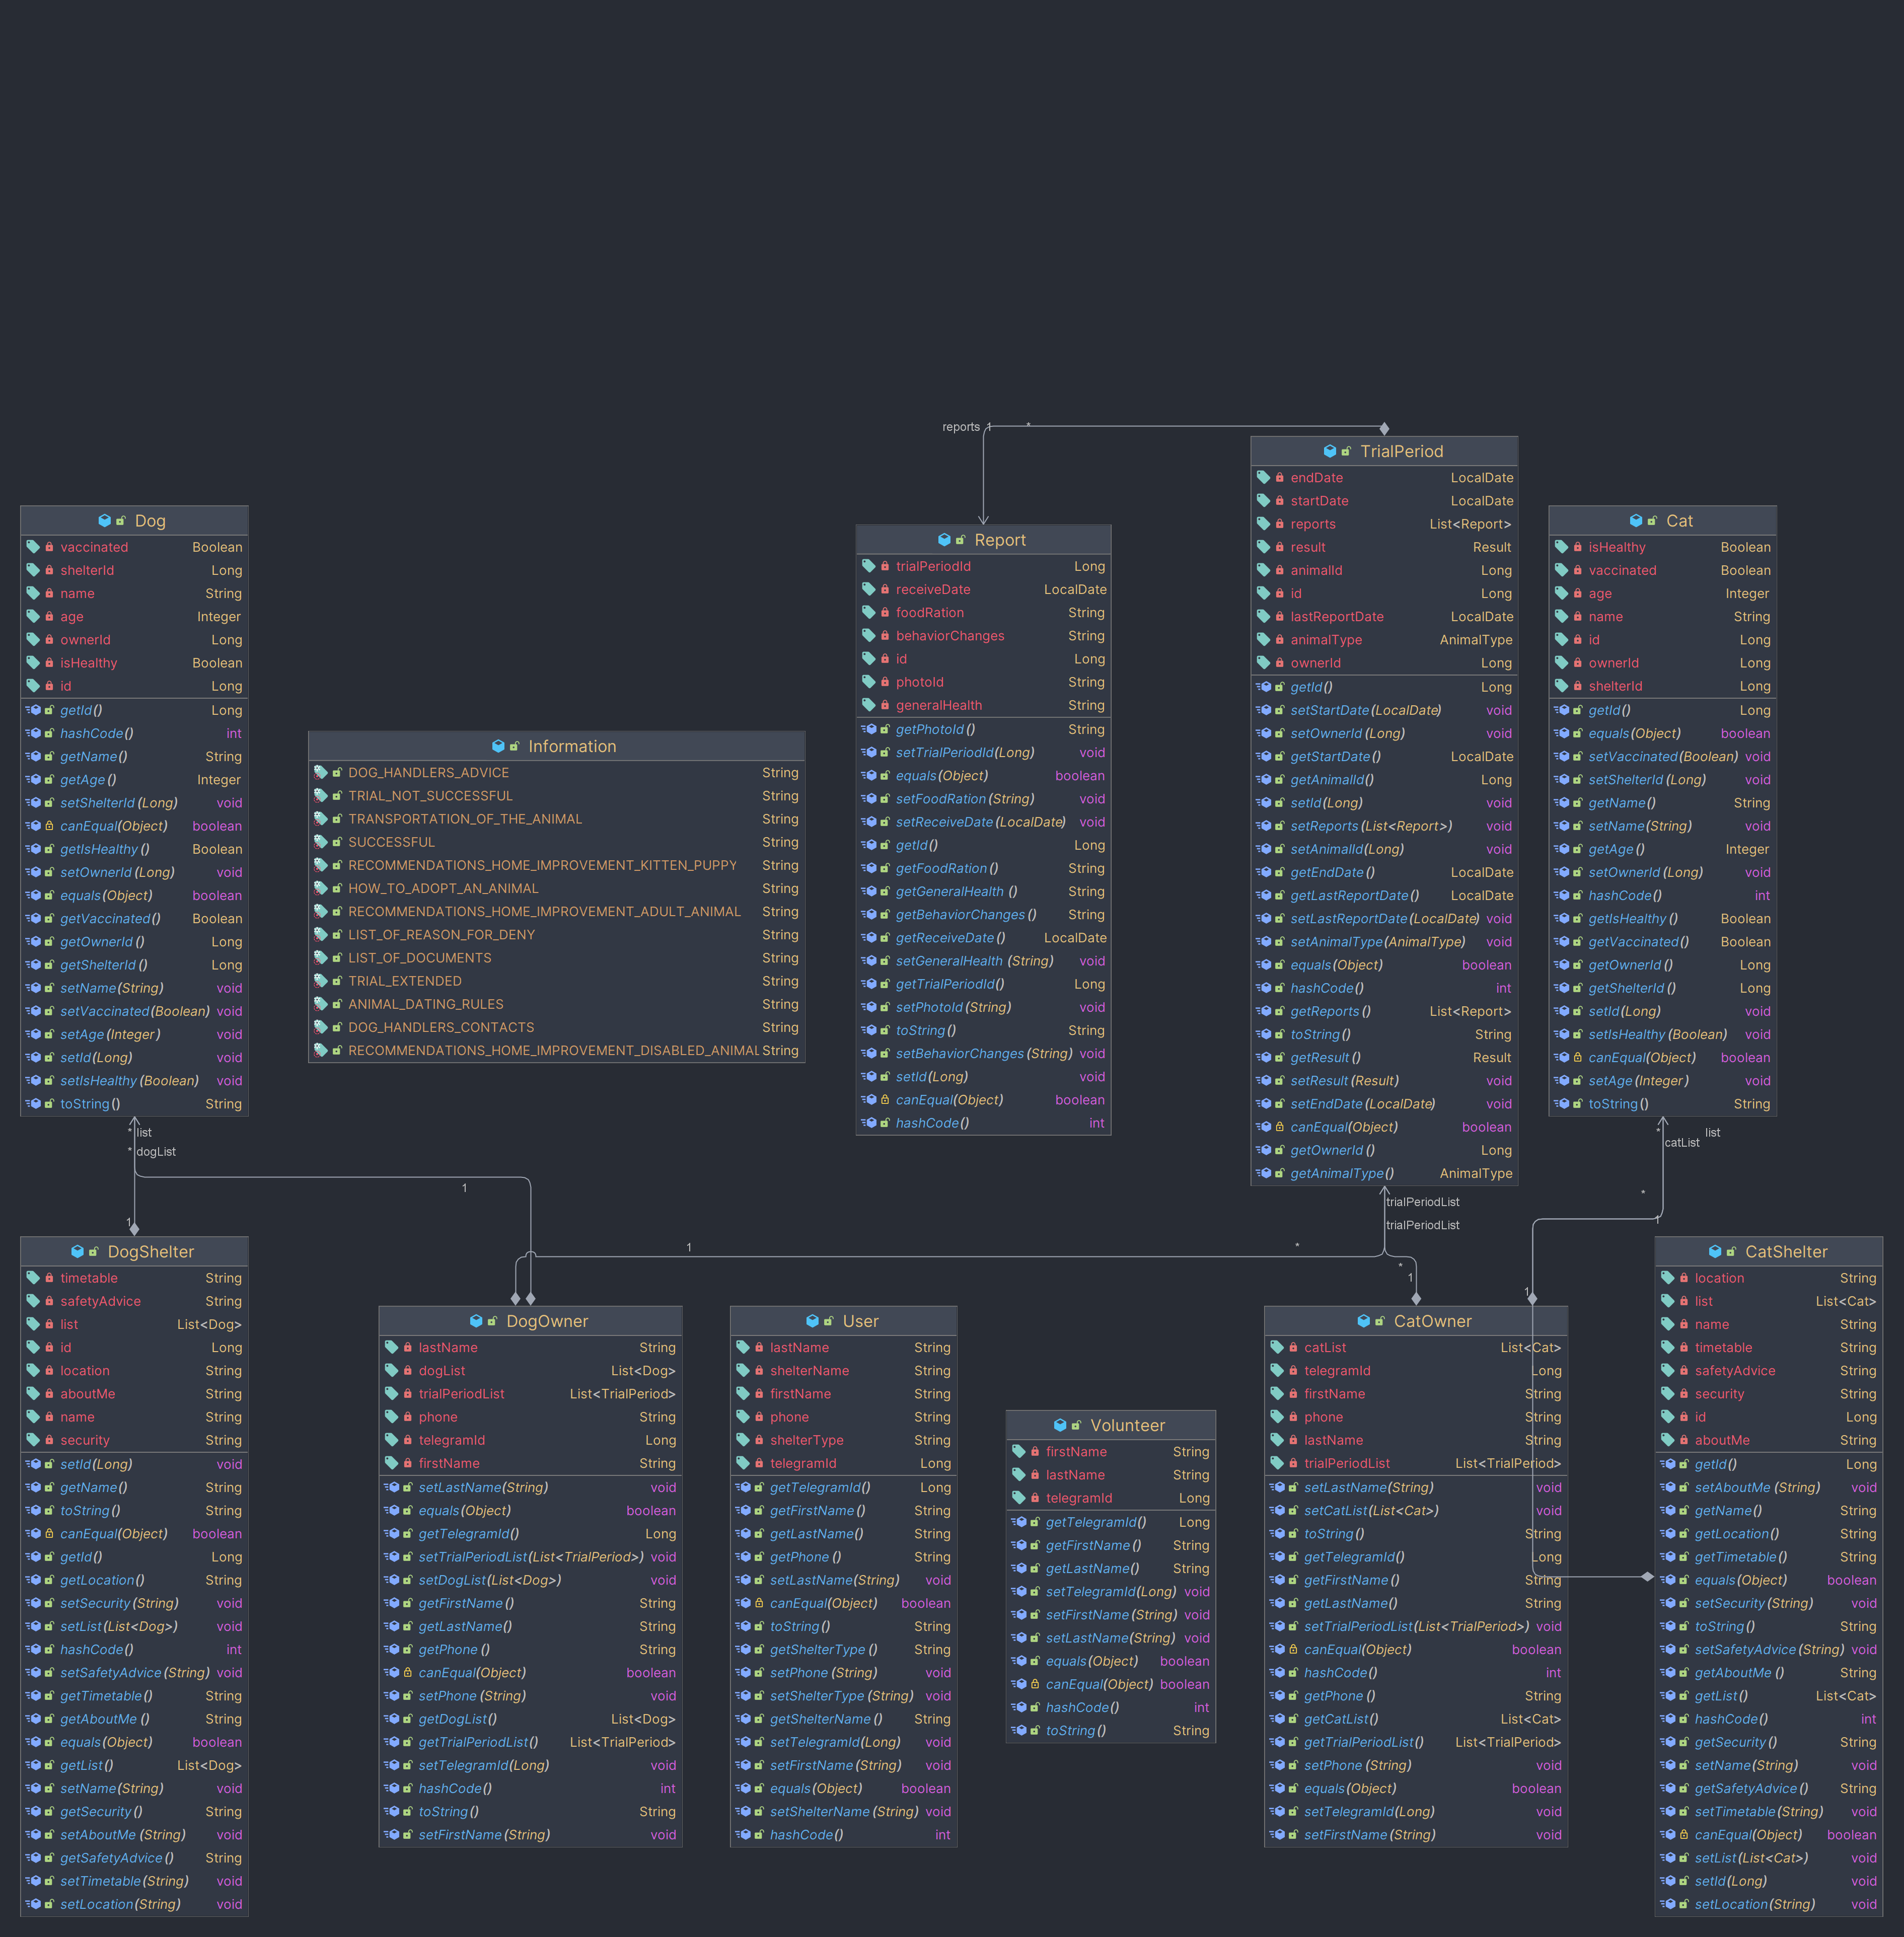 reports 1 *
TrialPeriod
endDate LocalDate
startDate LocalDate
reports List<Report>
result Result
animalId Long
id Long
lastReportDate LocalDate
animalType AnimalType
ownerId Long
getId() Long
setStartDate(LocalDate) void
setOwnerId(Long) void
getStartDate() LocalDate
getAnimalId() Long
setId(Long) void
setReports(List<Report>) void
setAnimalId(Long) void
getEndDate() LocalDate
getLastReportDate() LocalDate
setLastReportDate(LocalDate) void
setAnimalType(AnimalType) void
equals(Object) boolean
hashCode() int
getReports() List<Report>
toString() String
getResult() Result
setResult(Result) void
setEndDate(LocalDate) void
canEqual(Object) boolean
getOwnerId() Long
getAnimalType() AnimalType
Dog
vaccinated Boolean
shelterId Long
name String
age Integer
ownerId Long
isHealthy Boolean
id Long
getId() Long
hashCode() int
getName() String
getAge() Integer
setShelterId(Long) void
canEqual(Object) boolean
getIsHealthy() Boolean
setOwnerId(Long) void
equals(Object) boolean
getVaccinated() Boolean
getOwnerId() Long
getShelterId() Long
setName(String) void
setVaccinated(Boolean) void
setAge(Integer) void
setId(Long) void
setIsHealthy(Boolean) void
toString() String
Report
trialPeriodId Long
receiveDate LocalDate
foodRation String
behaviorChanges String
id Long
photoId String
generalHealth String
getPhotoId() String
setTrialPeriodId(Long) void
equals(Object) boolean
setFoodRation(String) void
setReceiveDate(LocalDate) void
getId() Long
getFoodRation() String
getGeneralHealth() String
getBehaviorChanges() String
getReceiveDate() LocalDate
setGeneralHealth(String) void
getTrialPeriodId() Long
setPhotoId(String) void
toString() String
setBehaviorChanges(String) void
setId(Long) void
canEqual(Object) boolean
hashCode() int
Cat
isHealthy Boolean
vaccinated Boolean
age Integer
name String
id Long
ownerId Long
shelterId Long
getId() Long
equals(Object) boolean
setVaccinated(Boolean) void
setShelterId(Long) void
getName() String
setName(String) void
getAge() Integer
setOwnerId(Long) void
hashCode() int
getIsHealthy() Boolean
getVaccinated() Boolean
getOwnerId() Long
getShelterId() Long
setId(Long) void
setIsHealthy(Boolean) void
canEqual(Object) boolean
setAge(Integer) void
toString() String
Information
DOG_HANDLERS_ADVICE String
TRIAL_NOT_SUCCESSFUL String
TRANSPORTATION_OF_THE_ANIMAL String
SUCCESSFUL String
RECOMMENDATIONS_HOME_IMPROVEMENT_KITTEN_PUPPY String
HOW_TO_ADOPT_AN_ANIMAL String
RECOMMENDATIONS_HOME_IMPROVEMENT_ADULT_ANIMAL String
LIST_OF_REASON_FOR_DENY String
LIST_OF_DOCUMENTS String
TRIAL_EXTENDED String
ANIMAL_DATING_RULES String
DOG_HANDLERS_CONTACTS String
RECOMMENDATIONS_HOME_IMPROVEMENT_DISABLED_ANIMAL String
* list
* dogList
1
1
* list
catList
*
1
1
trialPeriodList
trialPeriodList
1
*
*
1
DogShelter
timetable String
safetyAdvice String
list List<Dog>
id Long
location String
aboutMe String
name String
security String
setId(Long) void
getName() String
toString() String
canEqual(Object) boolean
getId() Long
getLocation() String
setSecurity(String) void
setList(List<Dog>) void
hashCode() int
setSafetyAdvice(String) void
getTimetable() String
getAboutMe() String
equals(Object) boolean
getList() List<Dog>
setName(String) void
getSecurity() String
setAboutMe(String) void
getSafetyAdvice() String
setTimetable(String) void
setLocation(String) void
DogOwner
lastName String
dogList List<Dog>
trialPeriodList List<TrialPeriod>
phone String
telegramId Long
firstName String
setLastName(String) void
equals(Object) boolean
getTelegramId() Long
setTrialPeriodList(List<TrialPeriod>) void
setDogList(List<Dog>) void
getFirstName() String
getLastName() String
getPhone() String
canEqual(Object) boolean
setPhone(String) void
getDogList() List<Dog>
getTrialPeriodList() List<TrialPeriod>
setTelegramId(Long) void
hashCode() int
toString() String
setFirstName(String) void
User
lastName String
shelterName String
firstName String
phone String
shelterType String
telegramId Long
getTelegramId() Long
getFirstName() String
getLastName() String
getPhone() String
setLastName(String) void
canEqual(Object) boolean
toString() String
getShelterType() String
setPhone(String) void
setShelterType(String) void
getShelterName() String
setTelegramId(Long) void
setFirstName(String) void
equals(Object) boolean
setShelterName(String) void
hashCode() int
Volunteer
firstName String
lastName String
telegramId Long
getTelegramId() Long
getFirstName() String
getLastName() String
setTelegramId(Long) void
setFirstName(String) void
setLastName(String) void
equals(Object) boolean
canEqual(Object) boolean
hashCode() int
toString() String
CatOwner
catList List<Cat>
telegramId Long
firstName String
phone String
lastName String
trialPeriodList List<TrialPeriod>
setLastName(String) void
setCatList(List<Cat>) void
toString() String
getTelegramId() Long
getFirstName() String
getLastName() String
setTrialPeriodList(List<TrialPeriod>) void
canEqual(Object) boolean
hashCode() int
getPhone() String
getCatList() List<Cat>
getTrialPeriodList() List<TrialPeriod>
setPhone(String) void
equals(Object) boolean
setTelegramId(Long) void
setFirstName(String) void
CatShelter
location String
list List<Cat>
name String
timetable String
safetyAdvice String
security String
id Long
aboutMe String
getId() Long
setAboutMe(String) void
getName() String
getLocation() String
getTimetable() String
equals(Object) boolean
setSecurity(String) void
toString() String
setSafetyAdvice(String) void
getAboutMe() String
getList() List<Cat>
hashCode() int
getSecurity() String
setName(String) void
getSafetyAdvice() String
setTimetable(String) void
canEqual(Object) boolean
setList(List<Cat>) void
setId(Long) void
setLocation(String) void